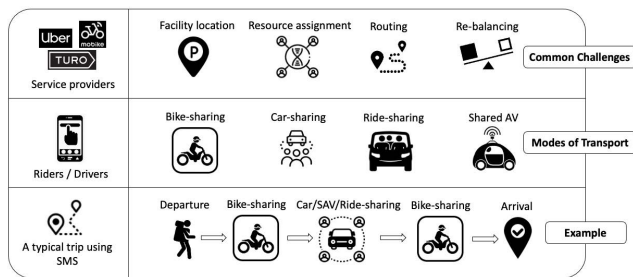 Uber
mobike
TURO
Service providers
Facility location
Resource assignment
Routing
Re-balancing
Common Challenges
P
Riders / Drivers
Bike-sharing
Car-sharing
Ride-sharing
Shared AV
Modes of Transport
A typical trip using
SMS
Departure
Bike-sharing
Car/SAV/Ride-sharing
Bike-sharing
Arrival
Example